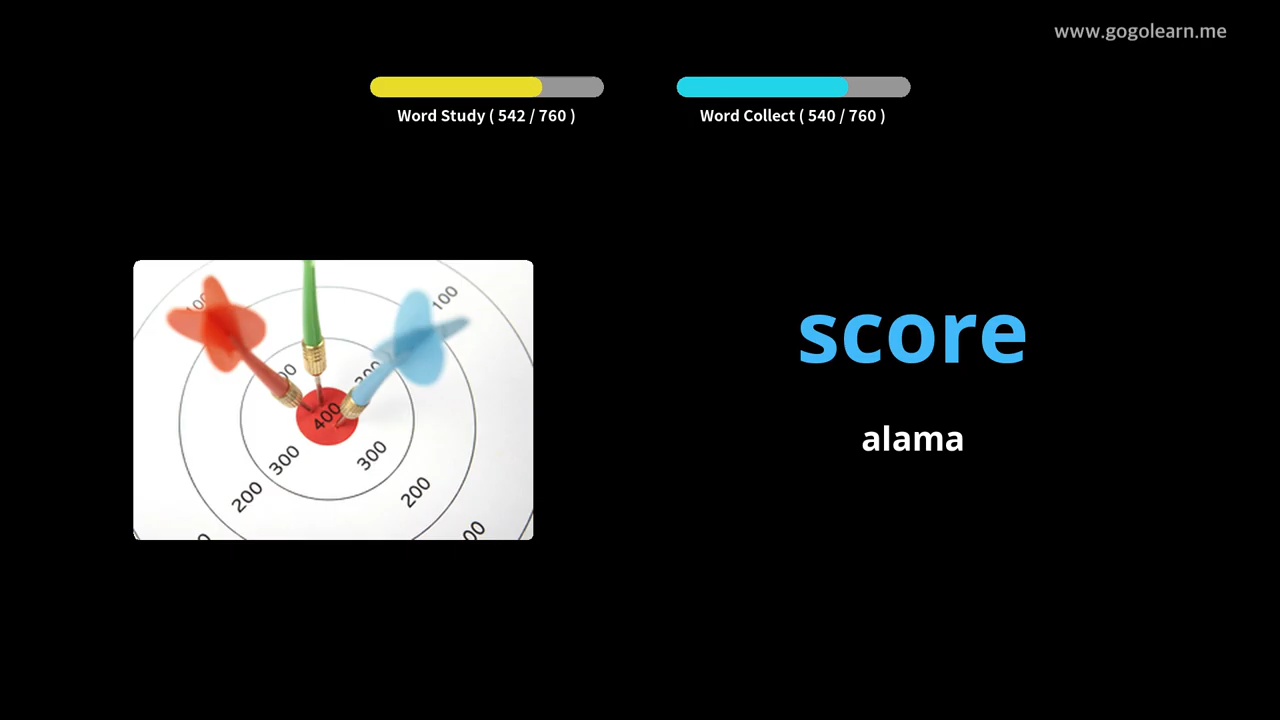 www.gogolearn.me
Word Study ( 542 / 760 )
Word Collect ( 540 / 760 )
score
alama
100
100
200
400
300
300
200
200